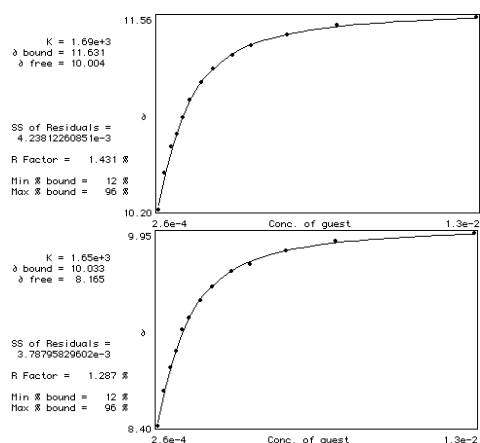 11.56
K = 1.69e+3
∂ bound = 11.631
∂ free = 10.004
∂
SS of Residuals =
4.23812260851e-3
R Factor = 1.431 %
Min % bound = 12 %
Max % bound = 96 %
10.20
2.6e-4 Conc. of guest 1.3e-2
9.95
K = 1.65e+3
∂ bound = 10.033
∂ free = 8.165
∂
SS of Residuals =
3.78795829602e-3
R Factor = 1.287 %
Min % bound = 12 %
Max % bound = 96 %
8.40
2.6e-4 Conc. of guest 1.3e-2